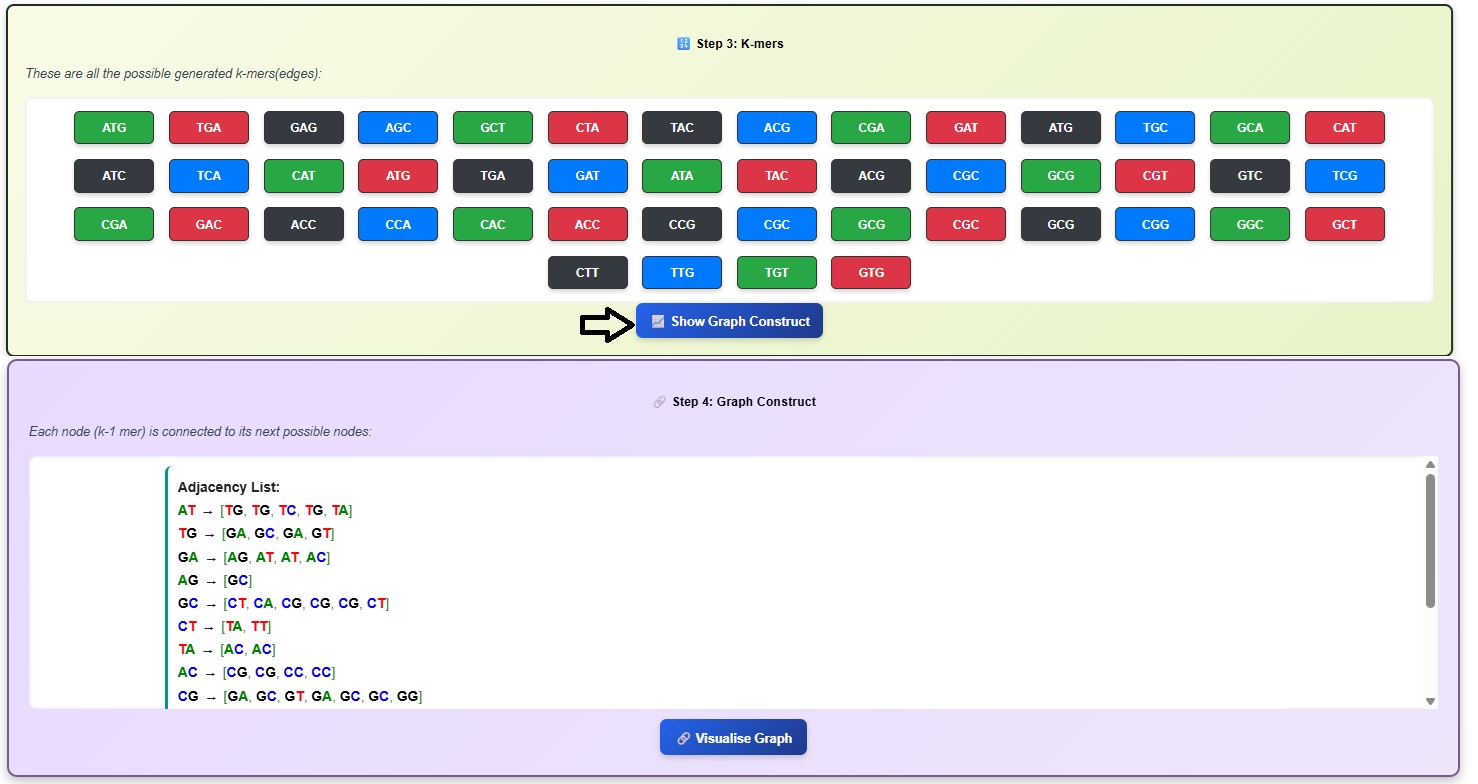 Step 3: K-mers
These are all the possible generated k-mers(edges):
ATG TGA GAG AGC GCT CTA TAC ACG CGA GAT ATG TGC GCA CAT
ATC TCA CAT ATG TGA GAT ATA TAC ACG CGC GCG CGT GTC TCG
CGA GAC ACC CCA CAC ACC CCG CGC GCG CGC GCG CGG GGC GCT
CTT TTG TGT GTG
Show Graph Construct
Step 4: Graph Construct
Each node (k-1 mer) is connected to its next possible nodes:
Adjacency List:
AT → [TG, TG, TC, TG, TA]
TG → [GA, GC, GA, GT]
GA → [AG, AT, AT, AC]
AG → [GC]
GC → [CT, CA, CG, CG, CG, CT]
CT → [TA, TT]
TA → [AC, AC]
AC → [CG, CG, CC, CC]
CG → [GA, GC, GT, GA, GC, GC, GG]
Visualise Graph